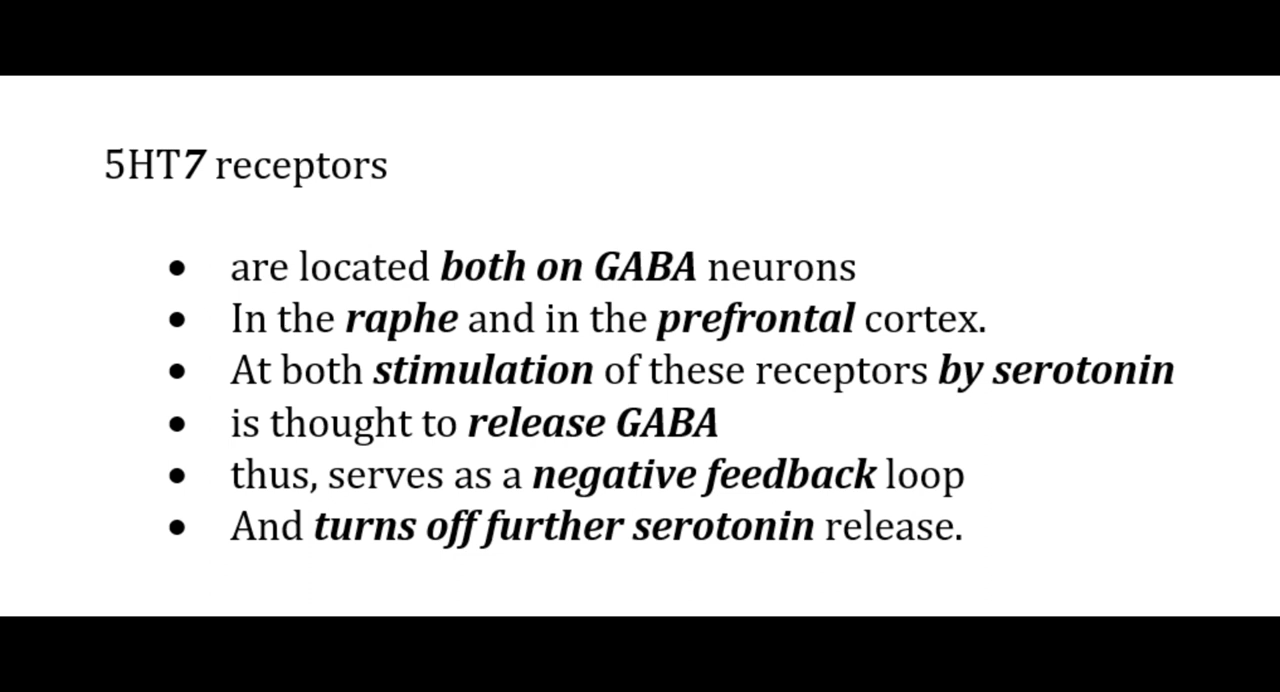 5HT7 receptors
• are located both on GABA neurons
• In the raphe and in the prefrontal cortex.
• At both stimulation of these receptors by serotonin
• is thought to release GABA
• thus, serves as a negative feedback loop
• And turns off further serotonin release.